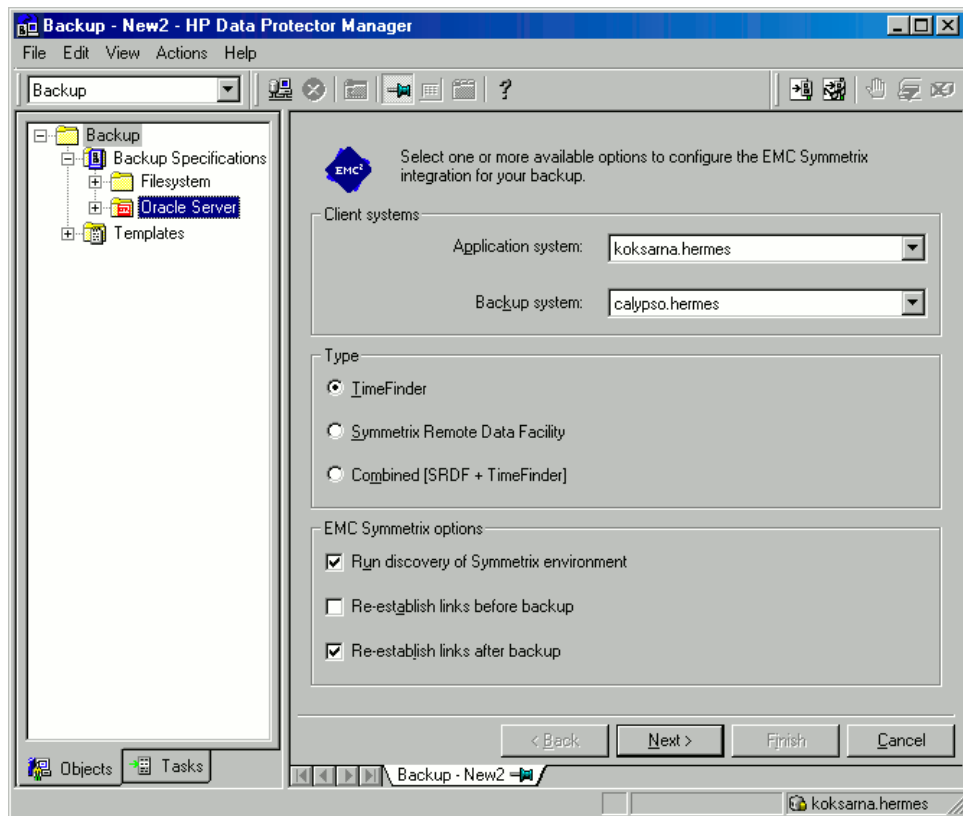 Backup - New2 - HP Data Protector Manager
File Edit View Actions Help
Backup
?
Backup
Backup Specifications
Filesystem
Oracle Server
Templates
EMC²
Select one or more available options to configure the EMC Symmetrix
integration for your backup.
Client systems
Application system: koksarna.hermes
Backup system: calypso.hermes
Type
TimeFinder
Symmetrix Remote Data Facility
Combined [SRDF + TimeFinder]
EMC Symmetrix options
Run discovery of Symmetrix environment
Re-establish links before backup
Re-establish links after backup
< Back Next > Finish Cancel
Objects Tasks
Backup - New2
koksarna.hermes